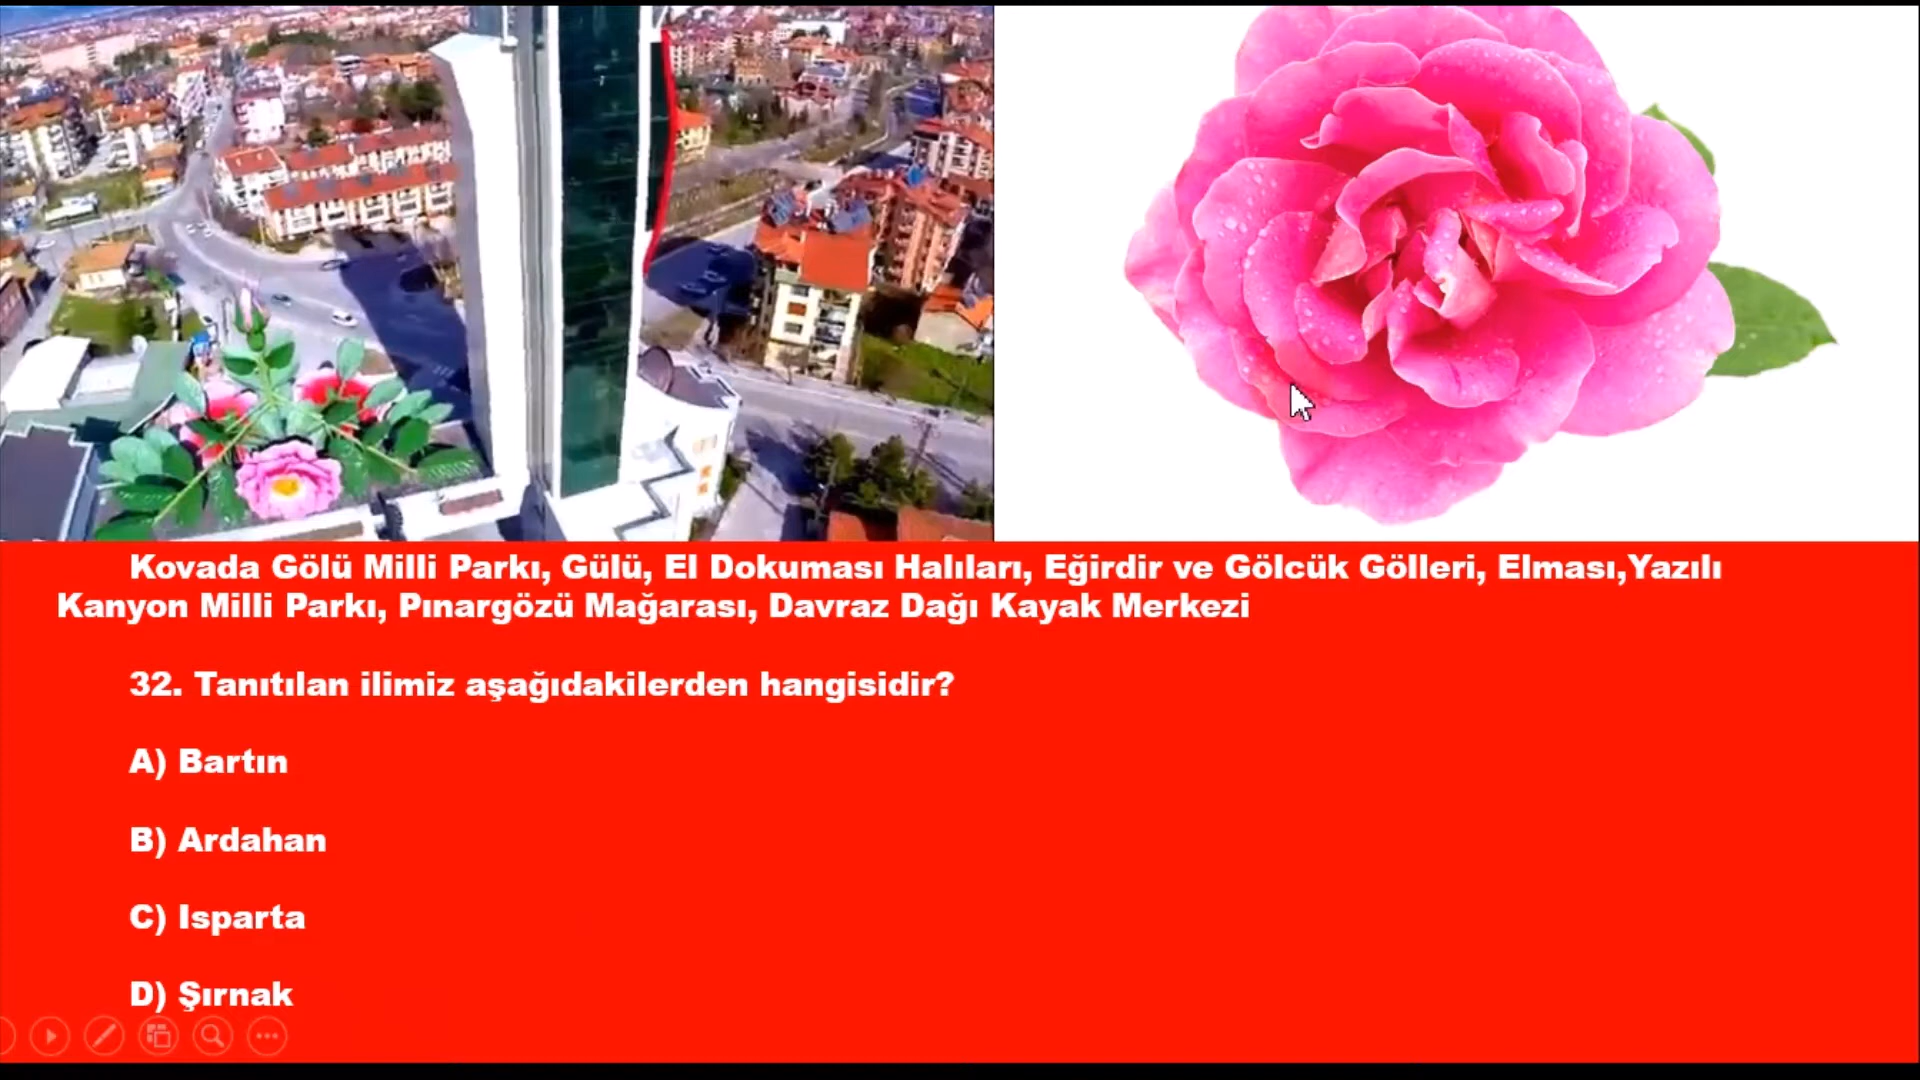 Kovada Gölü Milli Parkı, Gülü, El Dokuması Halıları, Eğirdir ve Gölcük Gölleri, Elması,Yazılı
Kanyon Milli Parkı, Pınargözü Mağarası, Davraz Dağı Kayak Merkezi
32. Tanıtılan ilimiz aşağıdakilerden hangisidir?
A) Bartın
B) Ardahan
C) Isparta
D) Şırnak